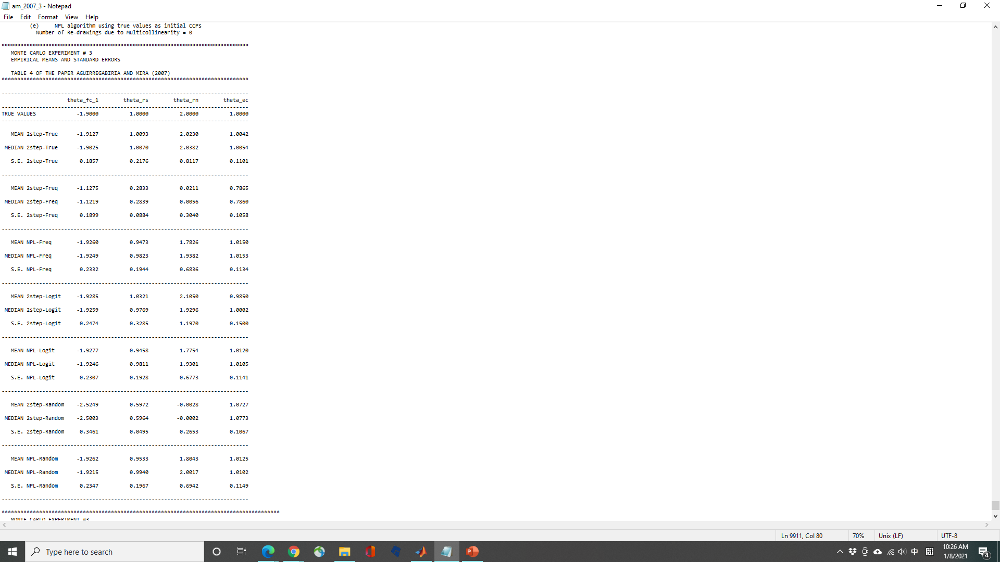 am_2007_3 - Notepad
File Edit Format View Help
(e) NPL algorithm using true values as initial CCPs
Number of Re-drawings due to Multicollinearity = 0
*******************************************************************************
MONTE CARLO EXPERIMENT # 3
EMPIRICAL MEANS AND STANDARD ERRORS
TABLE 4 OF THE PAPER AGUIRREGABIRIA AND MIRA (2007)
*******************************************************************************
-------------------------------------------------------------------------------
theta_fc_1 theta_rs theta_rn theta_ec
-------------------------------------------------------------------------------
TRUE VALUES -1.9000 1.0000 2.0000 1.0000
-------------------------------------------------------------------------------
MEAN 2step-True -1.9127 1.0093 2.0230 1.0042
MEDIAN 2step-True -1.9025 1.0070 2.0382 1.0054
S.E. 2step-True 0.1857 0.2176 0.8117 0.1101
-------------------------------------------------------------------------------
MEAN 2step-Freq -1.1275 0.2833 0.0211 0.7865
MEDIAN 2step-Freq -1.1219 0.2839 0.0056 0.7860
S.E. 2step-Freq 0.1899 0.0884 0.3040 0.1058
-------------------------------------------------------------------------------
MEAN NPL-Freq -1.9260 0.9473 1.7826 1.0150
MEDIAN NPL-Freq -1.9249 0.9823 1.9382 1.0153
S.E. NPL-Freq 0.2332 0.1944 0.6836 0.1134
-------------------------------------------------------------------------------
MEAN 2step-Logit -1.9285 1.0321 2.1050 0.9850
MEDIAN 2step-Logit -1.9259 0.9769 1.9296 1.0002
S.E. 2step-Logit 0.2474 0.3285 1.1970 0.1500
-------------------------------------------------------------------------------
MEAN NPL-Logit -1.9277 0.9458 1.7754 1.0120
MEDIAN NPL-Logit -1.9246 0.9811 1.9301 1.0105
S.E. NPL-Logit 0.2307 0.1928 0.6773 0.1141
-------------------------------------------------------------------------------
MEAN 2step-Random -2.5249 0.5972 -0.0028 1.0727
MEDIAN 2step-Random -2.5003 0.5964 -0.0002 1.0773
S.E. 2step-Random 0.3461 0.0495 0.2653 0.1067
-------------------------------------------------------------------------------
MEAN NPL-Random -1.9262 0.9533 1.8043 1.0125
MEDIAN NPL-Random -1.9215 0.9940 2.0017 1.0102
S.E. NPL-Random 0.2347 0.1967 0.6942 0.1149
-------------------------------------------------------------------------------
*****************************************************************************************
MONTE CARLO EXPERIMENT #3
Ln 9911, Col 80 70% Unix (LF) UTF-8
Type here to search
中 拼
10:26 AM
1/8/2021
4